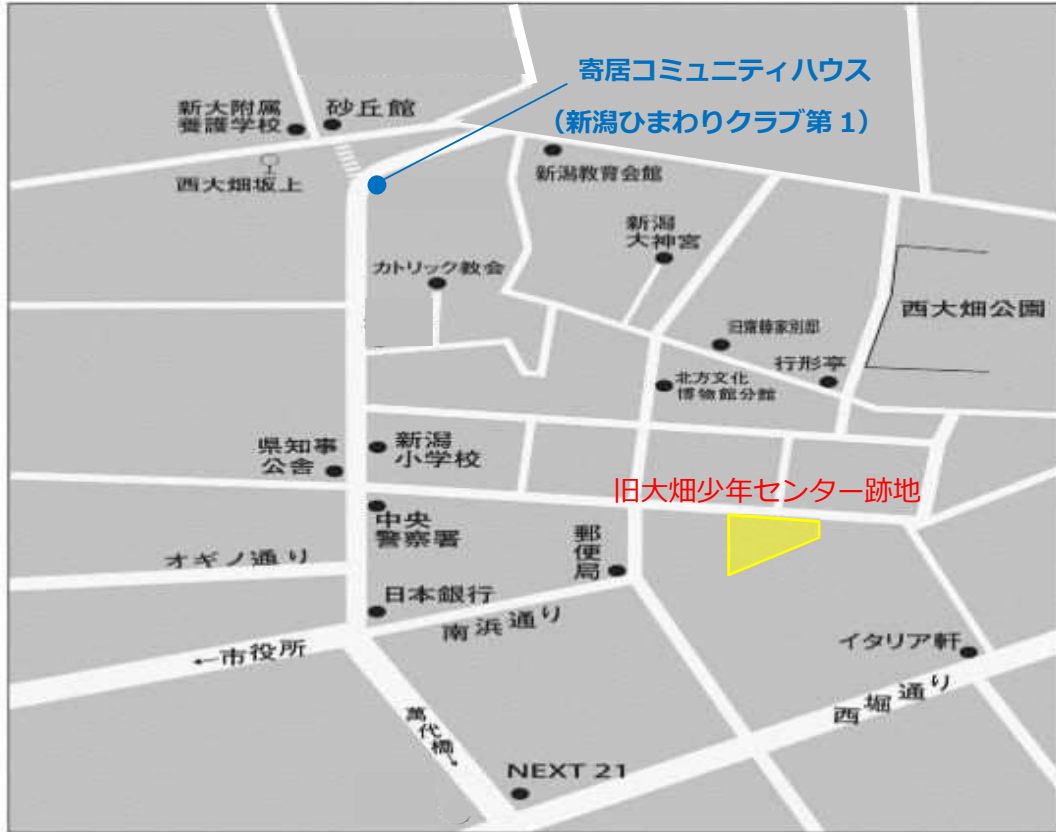 寄居コミュニティハウス
（新潟ひまわりクラブ第 1）
新大附属
養護学校
砂丘館
西大畑坂上
新潟教育会館
新潟
大神宮
カトリック教会
西大畑公園
旧齋藤家別邸
行形亭
北方文化
博物館分館
県知事
公舎
新潟
小学校
旧大畑少年センター跡地
中央
警察署
郵便局
オギノ通り
日本銀行
南浜通り
←市役所
イタリア軒
西堀通り
萬代橋→
NEXT 21